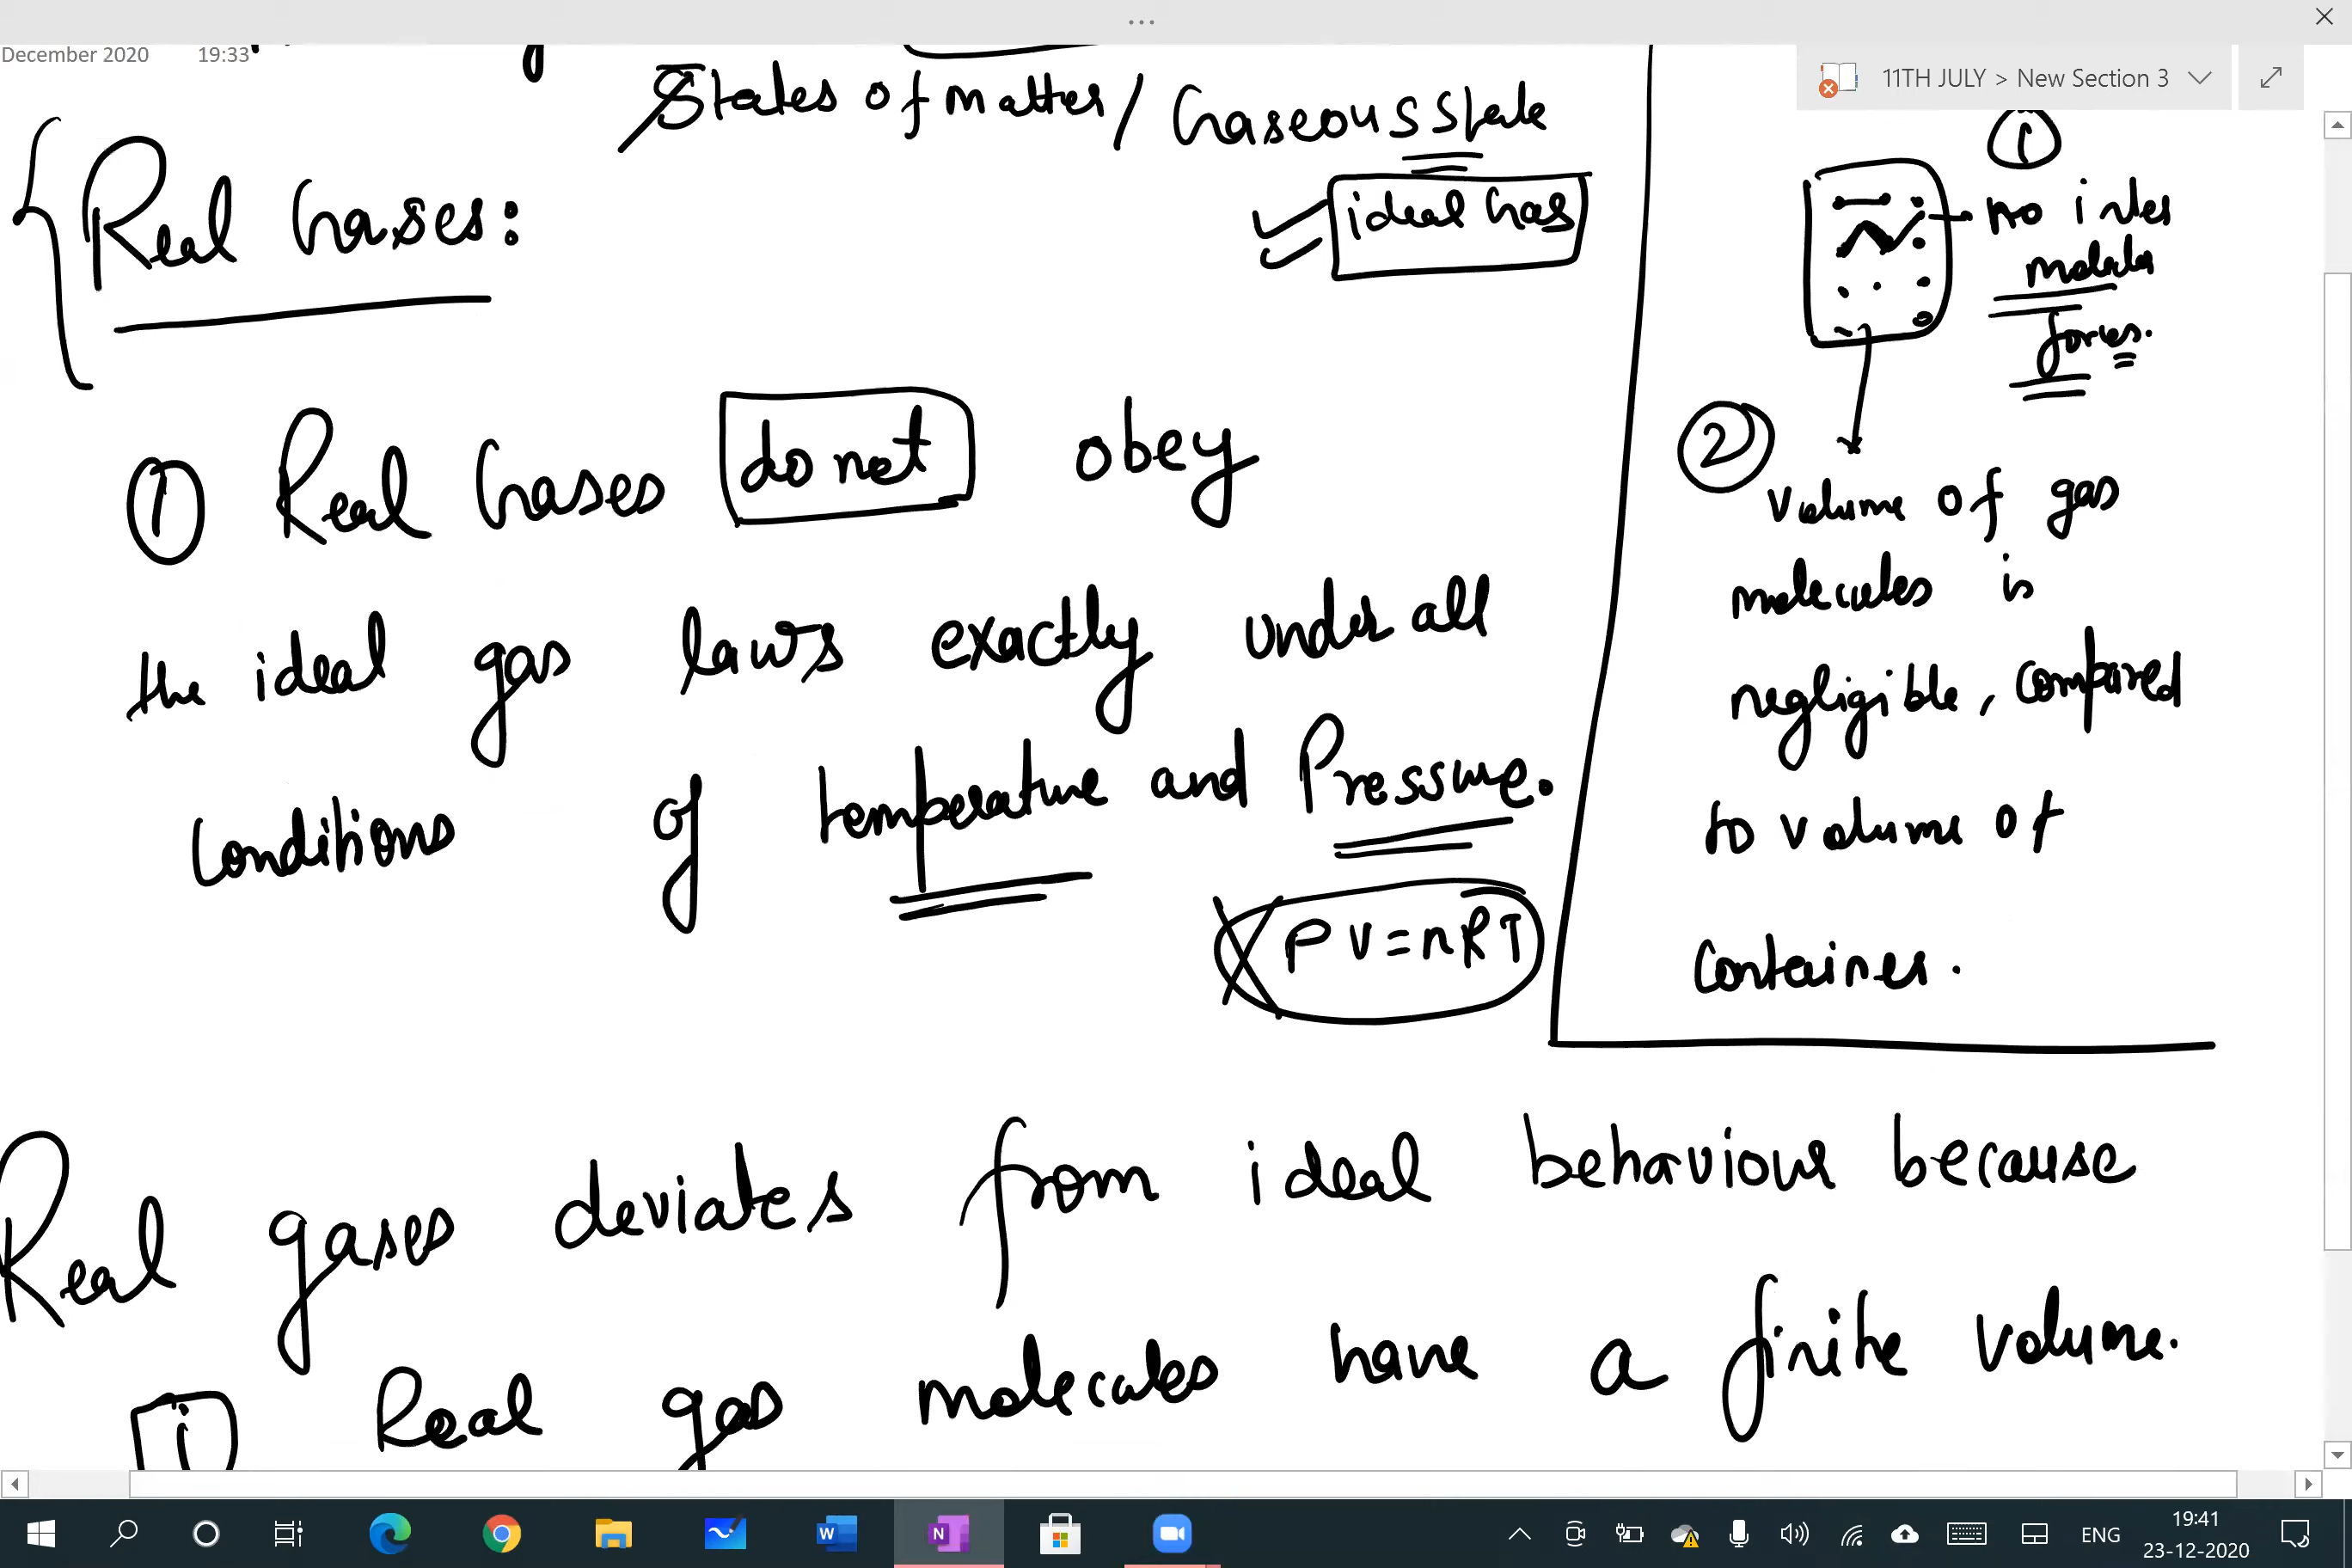 December 2020 19:33
11TH JULY > New Section 3
States of matter / Gaseous state
Real Gases:
ideal Gas
1 Real Gases do not obey
the ideal gas laws exactly under all
conditions of temperature and Pressure.
PV=nRT
1
no inter
forces.
2
Volume of gas
molecules is
negligible, compared
to volume of
Container.
Real gases deviates from ideal behaviour because
i Real gas molecules have a finite volume.
ENG
19:41
23-12-2020